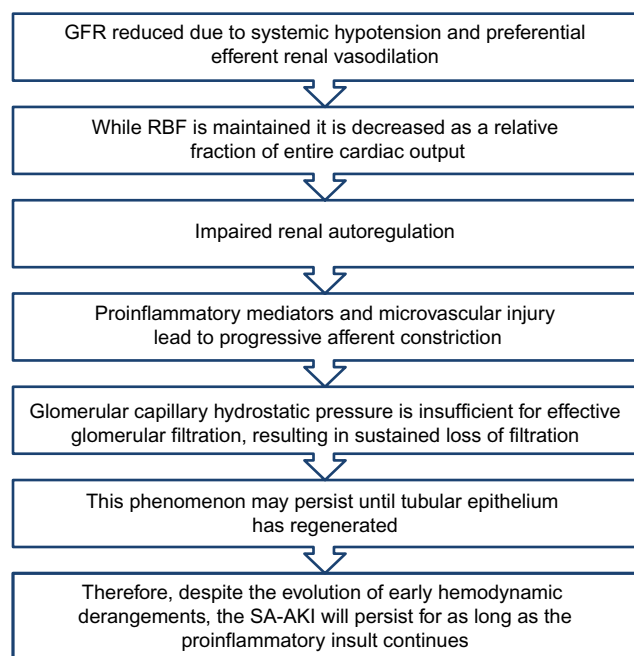 GFR reduced due to systemic hypotension and preferential
efferent renal vasodilation
While RBF is maintained it is decreased as a relative
fraction of entire cardiac output
Impaired renal autoregulation
Proinflammatory mediators and microvascular injury
lead to progressive afferent constriction
Glomerular capillary hydrostatic pressure is insufficient for effective
glomerular filtration, resulting in sustained loss of filtration
This phenomenon may persist until tubular epithelium
has regenerated
Therefore, despite the evolution of early hemodynamic
derangements, the SA-AKI will persist for as long as the
proinflammatory insult continues